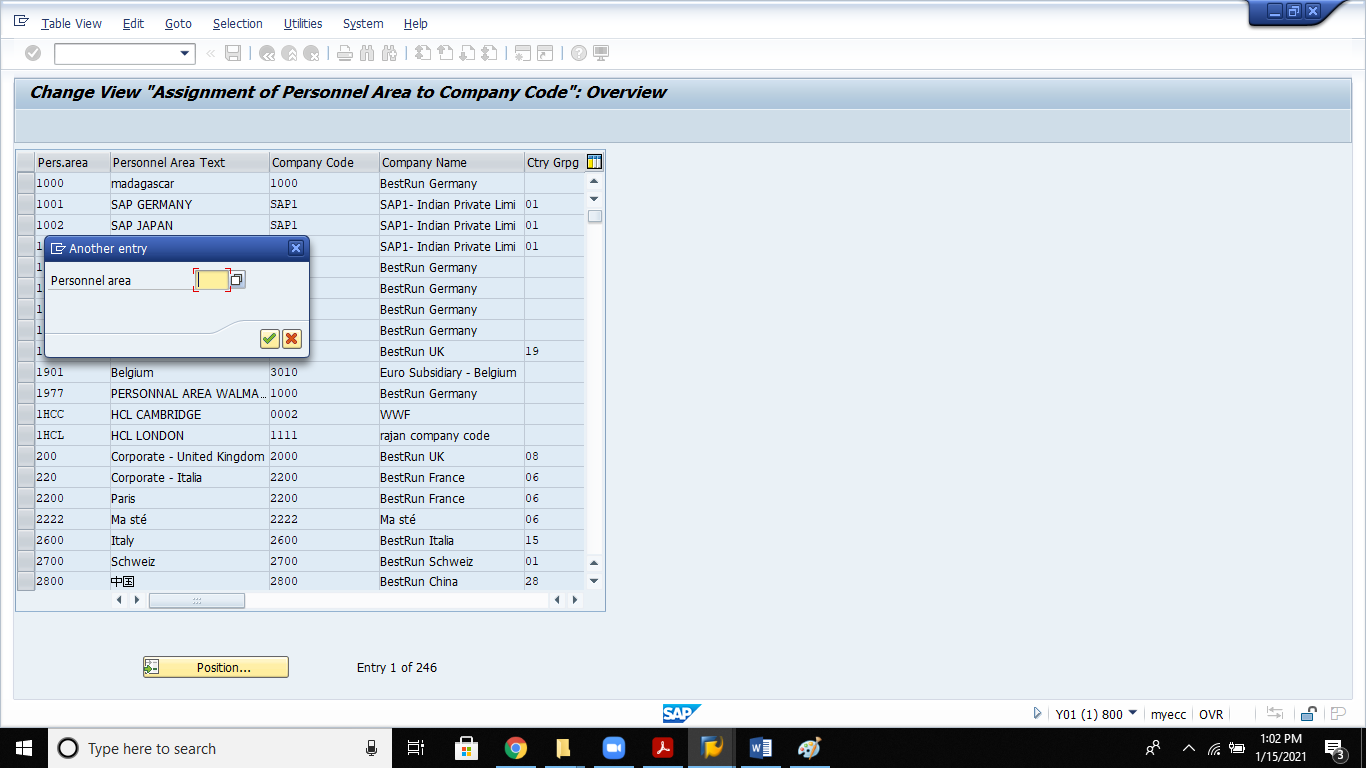 Table View Edit Goto Selection Utilities System Help
Change View "Assignment of Personnel Area to Company Code": Overview
Pers.area Personnel Area Text Company Code Company Name Ctry Grpg
1000 madagascar 1000 BestRun Germany
1001 SAP GERMANY SAP1 SAP1- Indian Private Limi 01
1002 SAP JAPAN SAP1 SAP1- Indian Private Limi 01
1 SAP1- Indian Private Limi 01
1 BestRun Germany
1 BestRun Germany
1 BestRun Germany
1 BestRun Germany
1 BestRun UK 19
Another entry
Personnel area
1901 Belgium 3010 Euro Subsidiary - Belgium
1977 PERSONNAL AREA WALMA... 1000 BestRun Germany
1HCC HCL CAMBRIDGE 0002 WWF
1HCL HCL LONDON 1111 rajan company code
200 Corporate - United Kingdom 2000 BestRun UK 08
220 Corporate - Italia 2200 BestRun France 06
2200 Paris 2200 BestRun France 06
2222 Ma sté 2222 Ma sté 06
2600 Italy 2600 BestRun Italia 15
2700 Schweiz 2700 BestRun Schweiz 01
2800 中国 2800 BestRun China 28
Position... Entry 1 of 246
SAP Y01 (1) 800 myecc OVR
Type here to search
1:02 PM
1/15/2021
3